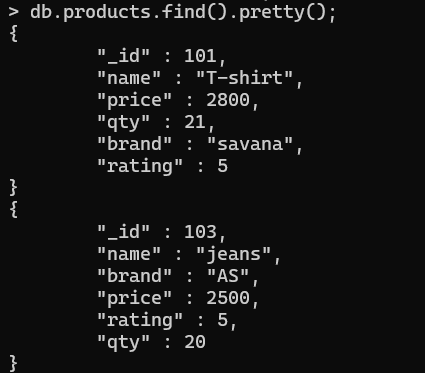 > db.products.find().pretty();
{
        "_id" : 101,
        "name" : "T-shirt",
        "price" : 2800,
        "qty" : 21,
        "brand" : "savana",
        "rating" : 5
}
{
        "_id" : 103,
        "name" : "jeans",
        "brand" : "AS",
        "price" : 2500,
        "rating" : 5,
        "qty" : 20
}